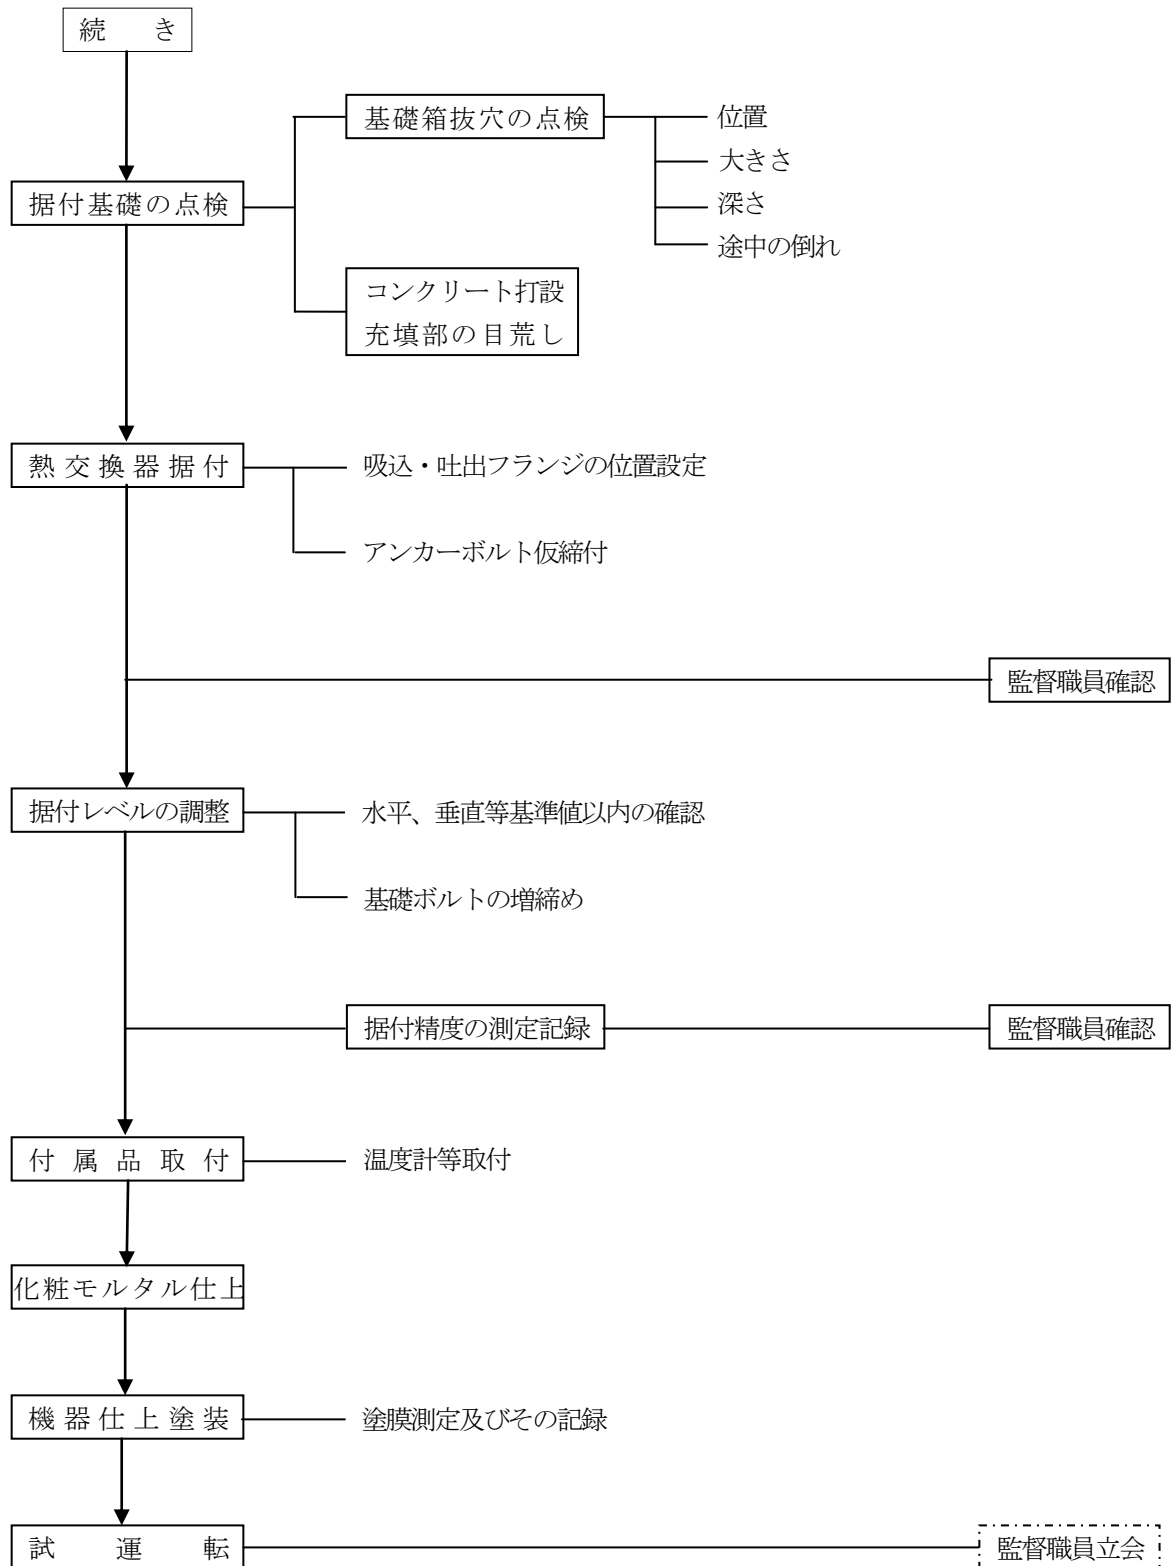 続き
基礎箱抜穴の点検
位置
大きさ
深さ
途中の倒れ
据付基礎の点検
コンクリート打設
充填部の目荒し
熱交換器据付
吸込・吐出フランジの位置設定
アンカーボルト仮締付
監督職員確認
据付レベルの調整
水平、垂直等基準値以内の確認
基礎ボルトの増締め
据付精度の測定記録
監督職員確認
付属品取付
温度計等取付
化粧モルタル仕上
機器仕上塗装
塗膜測定及びその記録
試運転
監督職員立会